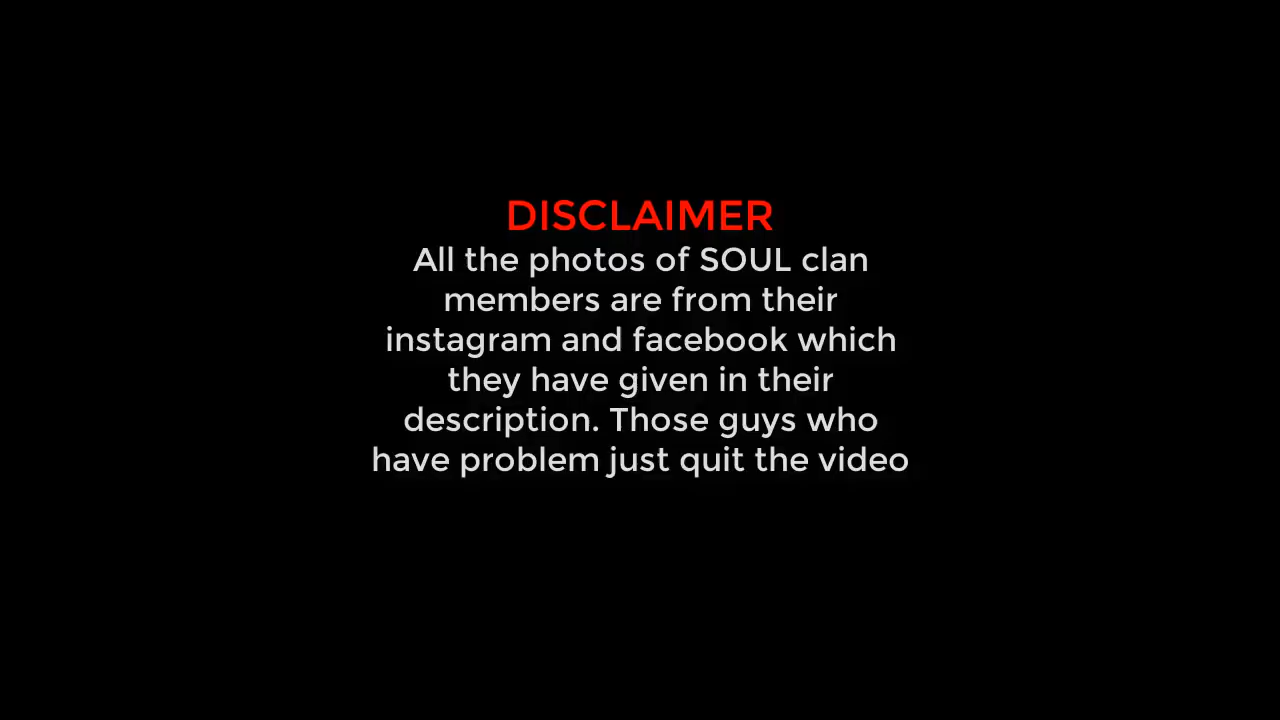 DISCLAIMER
All the photos of SOUL clan
members are from their
instagram and facebook which
they have given in their
description. Those guys who
have problem just quit the video